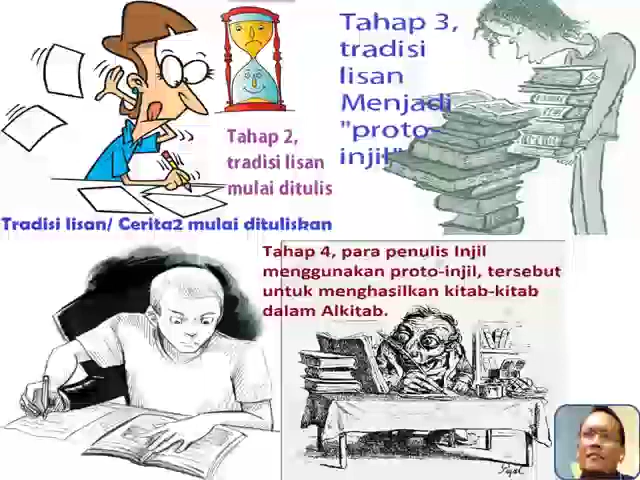 Tahap 2,
tradisi lisan
mulai ditulis
Tradisi lisan/ Cerita2 mulai dituliskan
Tahap 3,
tradisi
lisan
Menjadi
"proto-
injil"
Tahap 4, para penulis Injil
menggunakan proto-injil, tersebut
untuk menghasilkan kitab-kitab
dalam Alkitab.